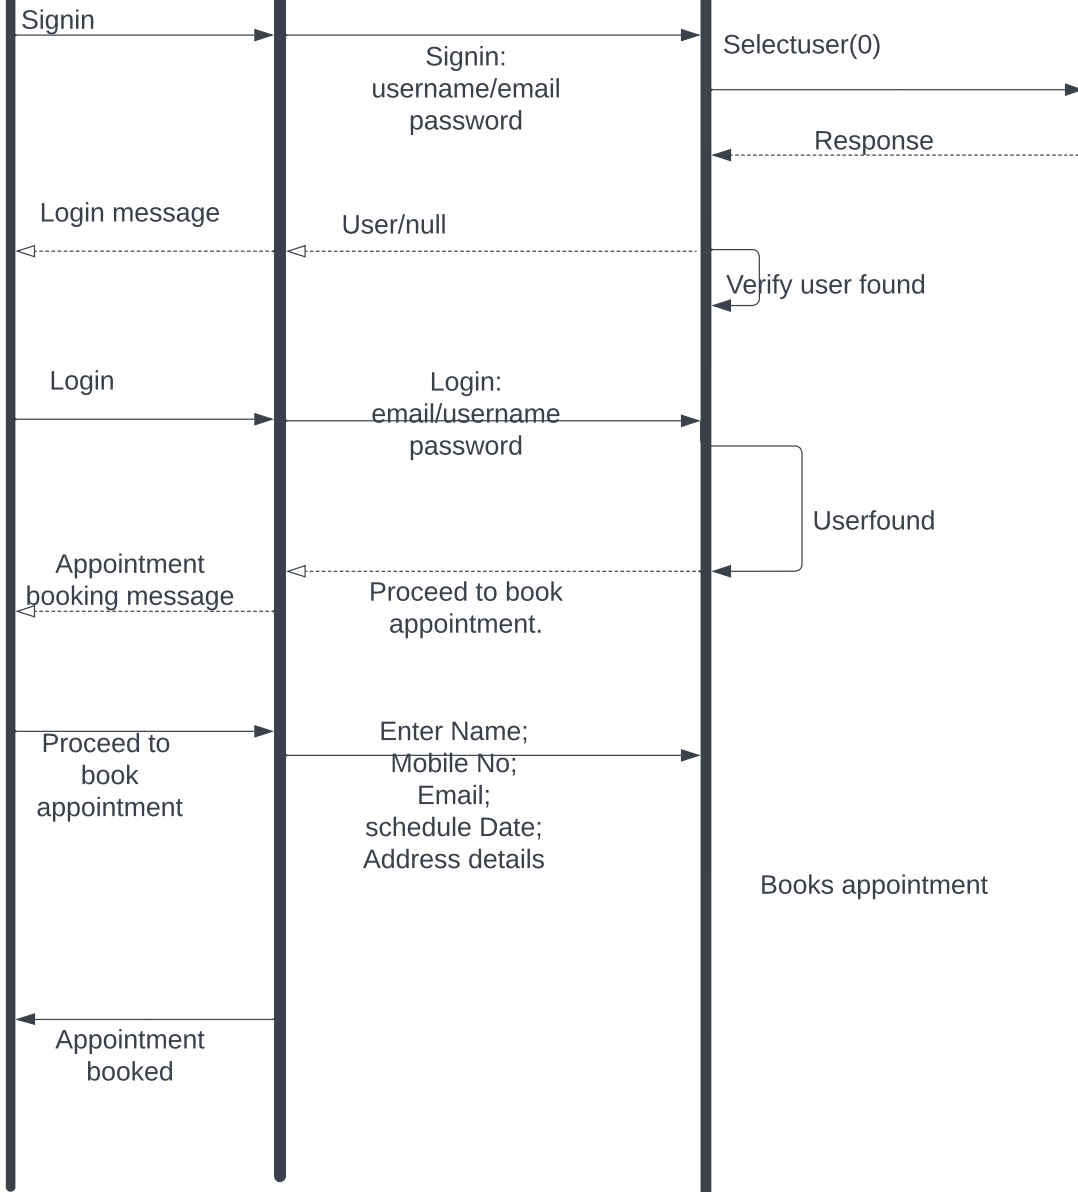 Signin
Signin:
username/email
password
Selectuser(0)
Response
Login message
User/null
Verify user found
Login
Login:
email/username
password
Userfound
Appointment
booking message
Proceed to book
appointment.
Proceed to
book
appointment
Enter Name;
Mobile No;
Email;
schedule Date;
Address details
Books appointment
Appointment
booked